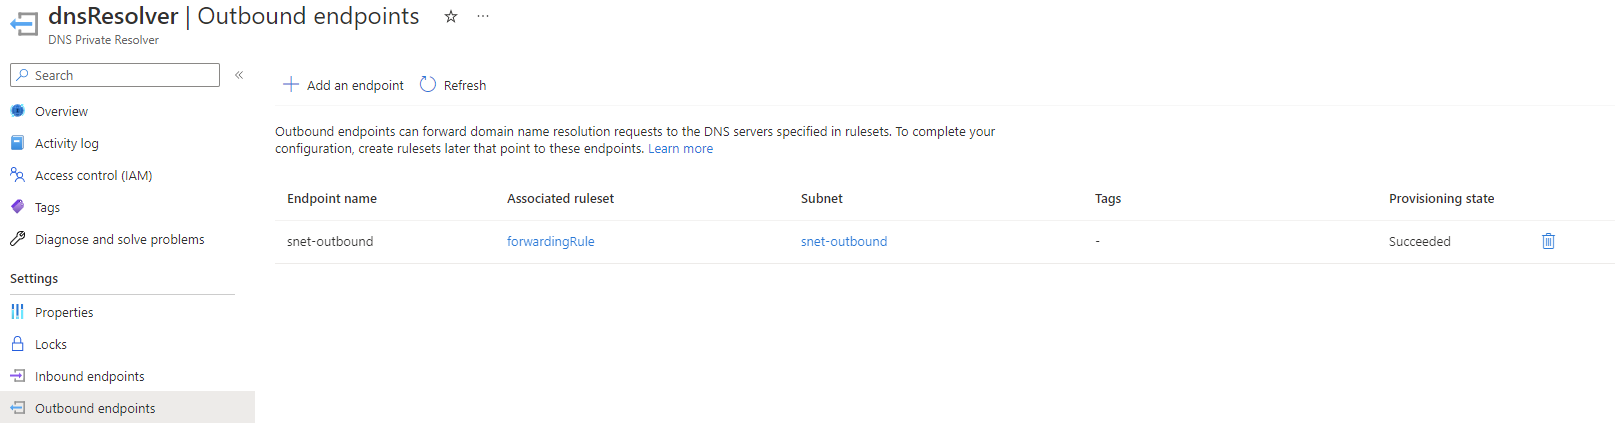 dnsResolver | Outbound endpoints
DNS Private Resolver
Search
Overview
Activity log
Access control (IAM)
Tags
Diagnose and solve problems
Settings
Properties
Locks
Inbound endpoints
Outbound endpoints
Add an endpoint Refresh
Outbound endpoints can forward domain name resolution requests to the DNS servers specified in rulesets. To complete your
configuration, create rulesets later that point to these endpoints. Learn more
Endpoint name Associated ruleset Subnet Tags Provisioning state
snet-outbound forwardingRule snet-outbound - Succeeded